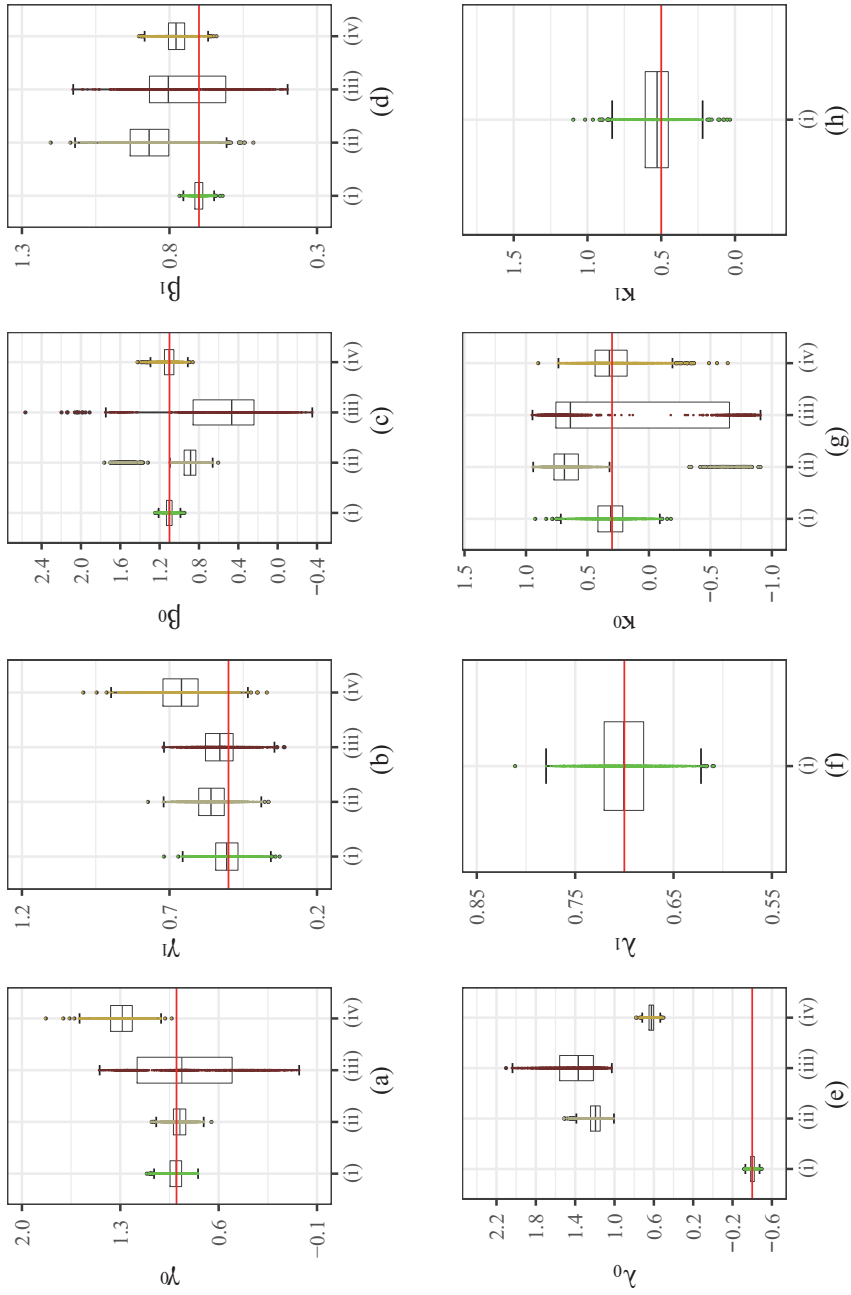 γ0
2.0
1.3
0.6
−0.1
(i) (ii) (iii) (iv)
(a)
γ1
1.2
0.7
0.2
(i) (ii) (iii) (iv)
(b)
β0
2.4
2.0
1.6
1.2
0.8
0.4
0.0
−0.4
(i) (ii) (iii) (iv)
(c)
β1
1.3
0.8
0.3
(i) (ii) (iii) (iv)
(d)
λ0
2.2
1.8
1.4
1.0
0.6
0.2
−0.2
−0.6
(i) (ii) (iii) (iv)
(e)
λ1
0.85
0.75
0.65
0.55
(i)
(f)
κ0
1.5
1.0
0.5
0.0
−0.5
−1.0
(i) (ii) (iii) (iv)
(g)
κ1
1.5
1.0
0.5
0.0
(i)
(h)